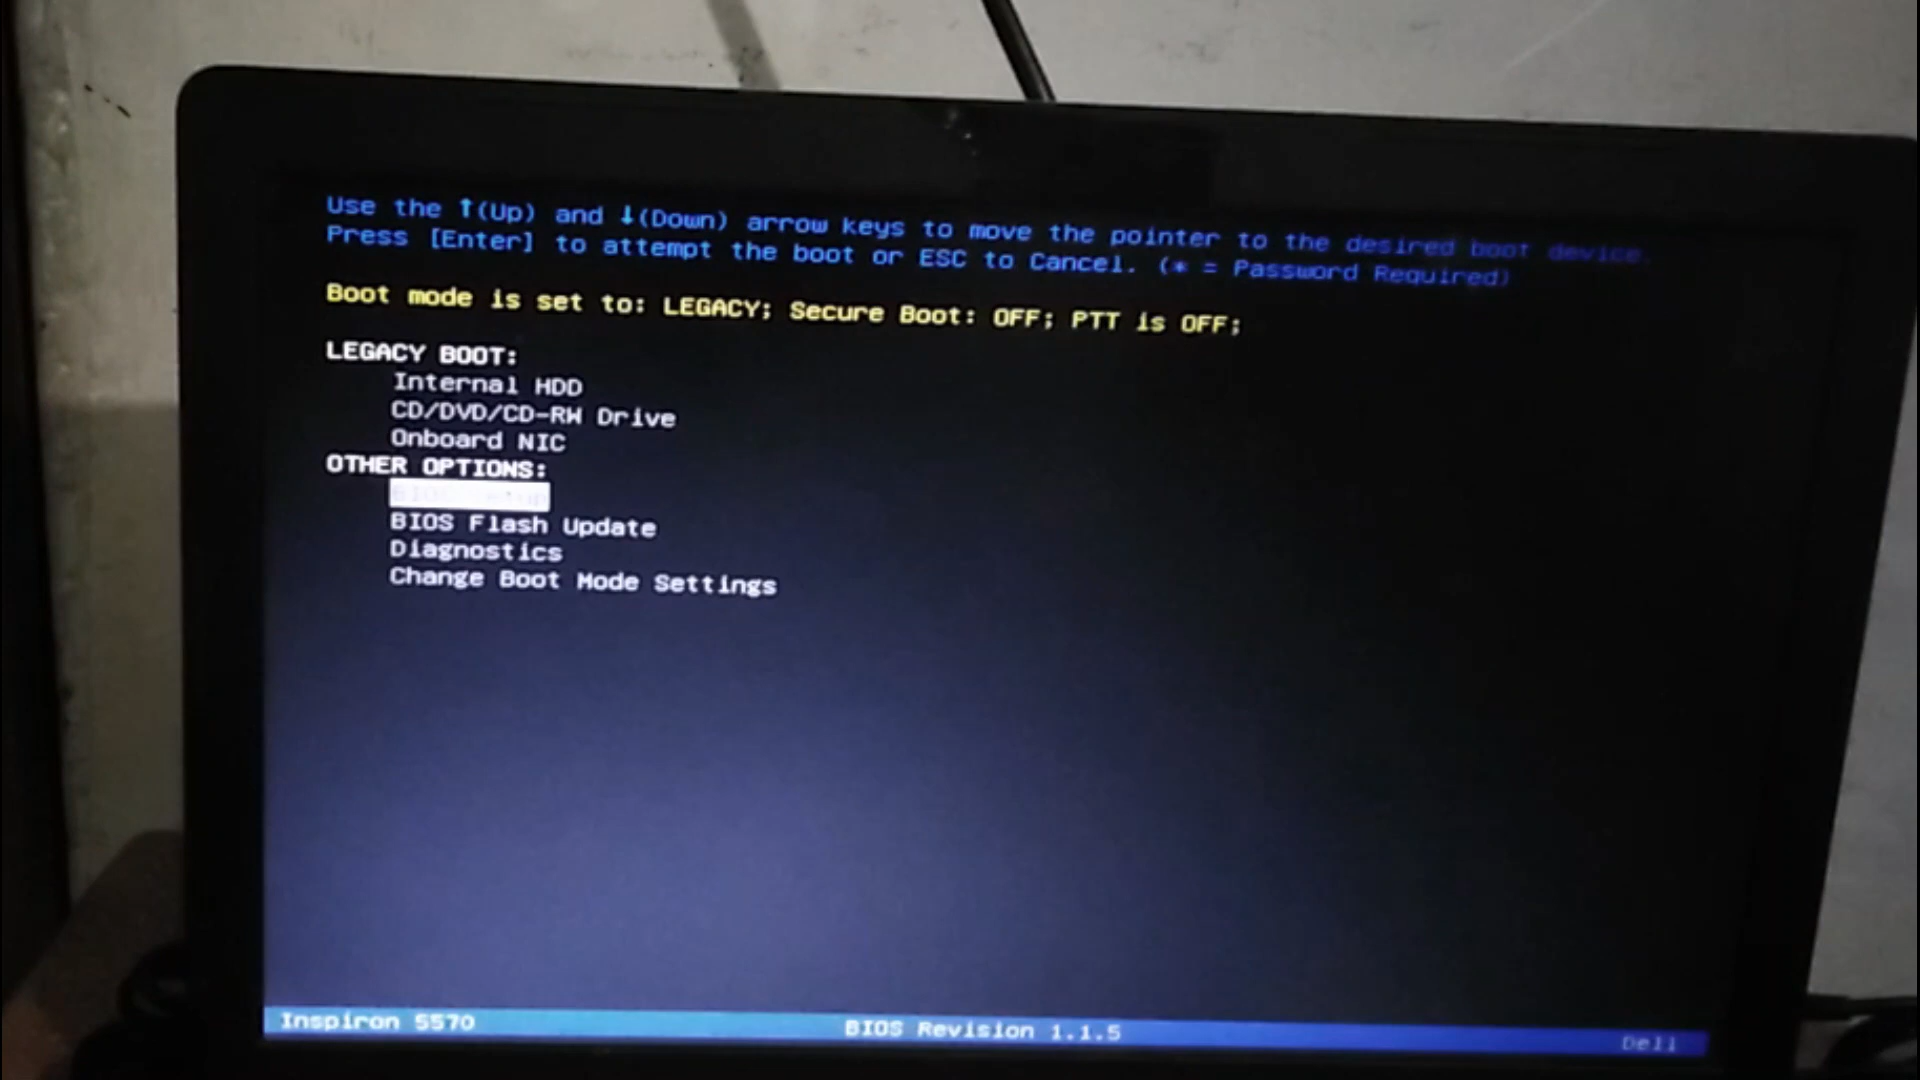 Use the ↑(Up) and ↓(Down) arrow keys to move the pointer to the desired boot device.
Press [Enter] to attempt the boot or ESC to Cancel. (* = Password Required)
Boot mode is set to: LEGACY; Secure Boot: OFF; PTT is OFF;
LEGACY BOOT:
Internal HDD
CD/DVD/CD-RW Drive
Onboard NIC
OTHER OPTIONS:
BIOS Setup
BIOS Flash Update
Diagnostics
Change Boot Mode Settings
Inspiron 5570
BIOS Revision 1.1.5
Dell